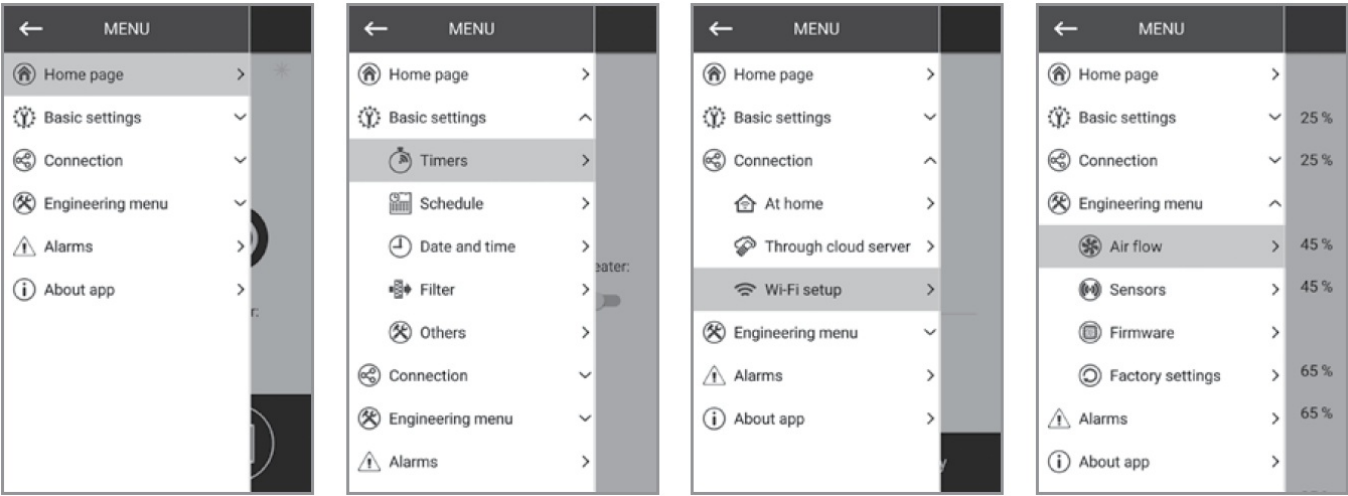 MENU
Home page
Basic settings
Connection
Engineering menu
Alarms
About app
r:
MENU
Home page
Basic settings
Timers
Schedule
Date and time
Filter
Others
Connection
Engineering menu
Alarms
eater:
MENU
Home page
Basic settings
Connection
At home
Through cloud server
Wi-Fi setup
Engineering menu
Alarms
About app
y
MENU
Home page
Basic settings 25 %
Connection 25 %
Engineering menu
Air flow 45 %
Sensors 45 %
Firmware
Factory settings 65 %
Alarms 65 %
About app